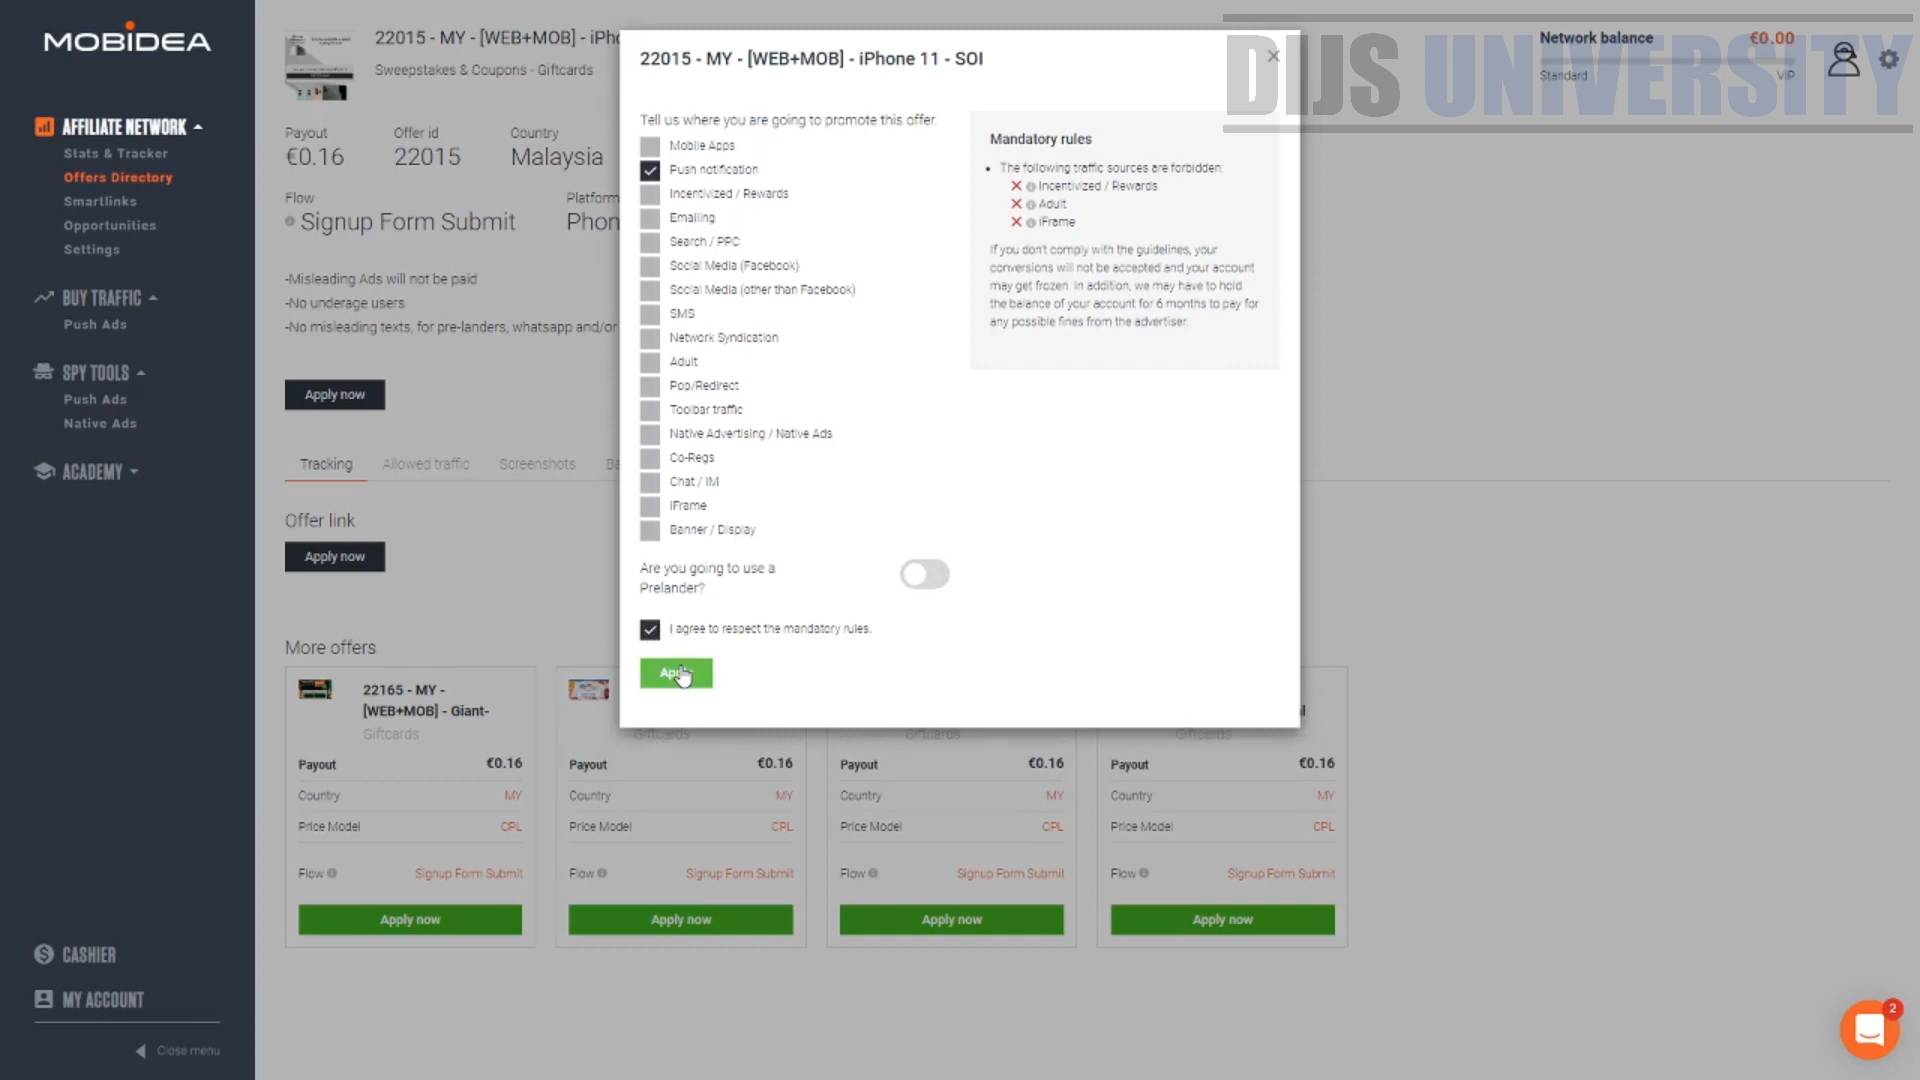 MOBIDEA
AFFILIATE NETWORK
Stats & Tracker
Offers Directory
Smartlinks
Opportunities
Settings
BUY TRAFFIC
Push Ads
SPY TOOLS
Push Ads
Native Ads
ACADEMY
CASHIER
MY ACCOUNT
Close menu
22015 - MY - [WEB+MOB] -
Sweepstakes & Coupons - Giftcards
Payout
€0.16
Offer id
22015
Country
Malaysia
Flow
Signup Form Submit
Platform
Phon
-Misleading Ads will not be paid
-No underage users
-No misleading texts, for pre-landers, whatsapp and/or
Apply now
Tracking
Allowed traffic
Screenshots
Ba
Offer link
Apply now
22015 - MY - [WEB+MOB] - iPhone 11 - SOI
Tell us where you are going to promote this offer.
Mobile Apps
Push notification
Incentivized / Rewards
Emailing
Search / PPC
Social Media (Facebook)
Social Media (other than Facebook)
SMS
Network Syndication
Adult
Pop/Redirect
Toolbar traffic
Native Advertising / Native Ads
Co-Regs
Chat / IM
iFrame
Banner / Display
Are you going to use a
Prelander?
I agree to respect the mandatory rules.
Mandatory rules
The following traffic sources are forbidden:
Incentivized / Rewards
Adult
iFrame
If you don't comply with the guidelines, your
conversions will not be accepted and your account
may get frozen. In addition, we may have to hold
the balance of your account for 6 months to pay for
any possible fines from the advertiser.
DIJS UNIVERSITY
Network balance
€0.00
Standard
VIP
More offers
22165 - MY -
[WEB+MOB] - Giant-
Giftcards
Payout €0.16
Country MY
Price Model CPL
Flow Signup Form Submit
Apply now
Giftcards
Payout €0.16
Country MY
Price Model CPL
Flow Signup Form Submit
Apply now
Giftcards
Payout €0.16
Country MY
Price Model CPL
Flow Signup Form Submit
Apply now
Giftcards
Payout €0.16
Country MY
Price Model CPL
Flow Signup Form Submit
Apply now
2